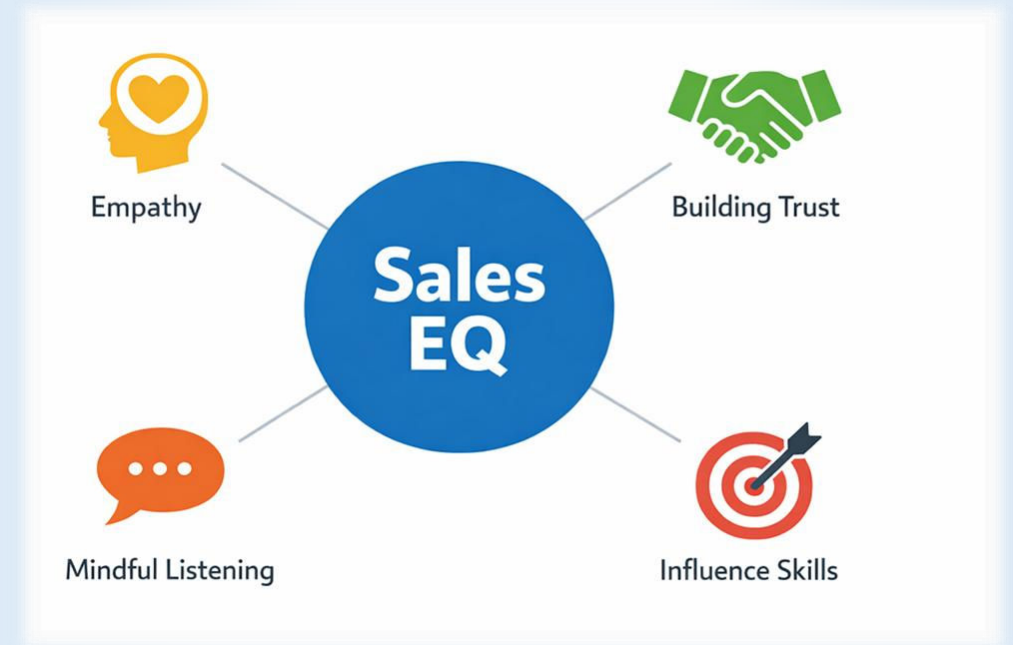 Empathy
Building Trust
Sales
EQ
Mindful Listening
Influence Skills